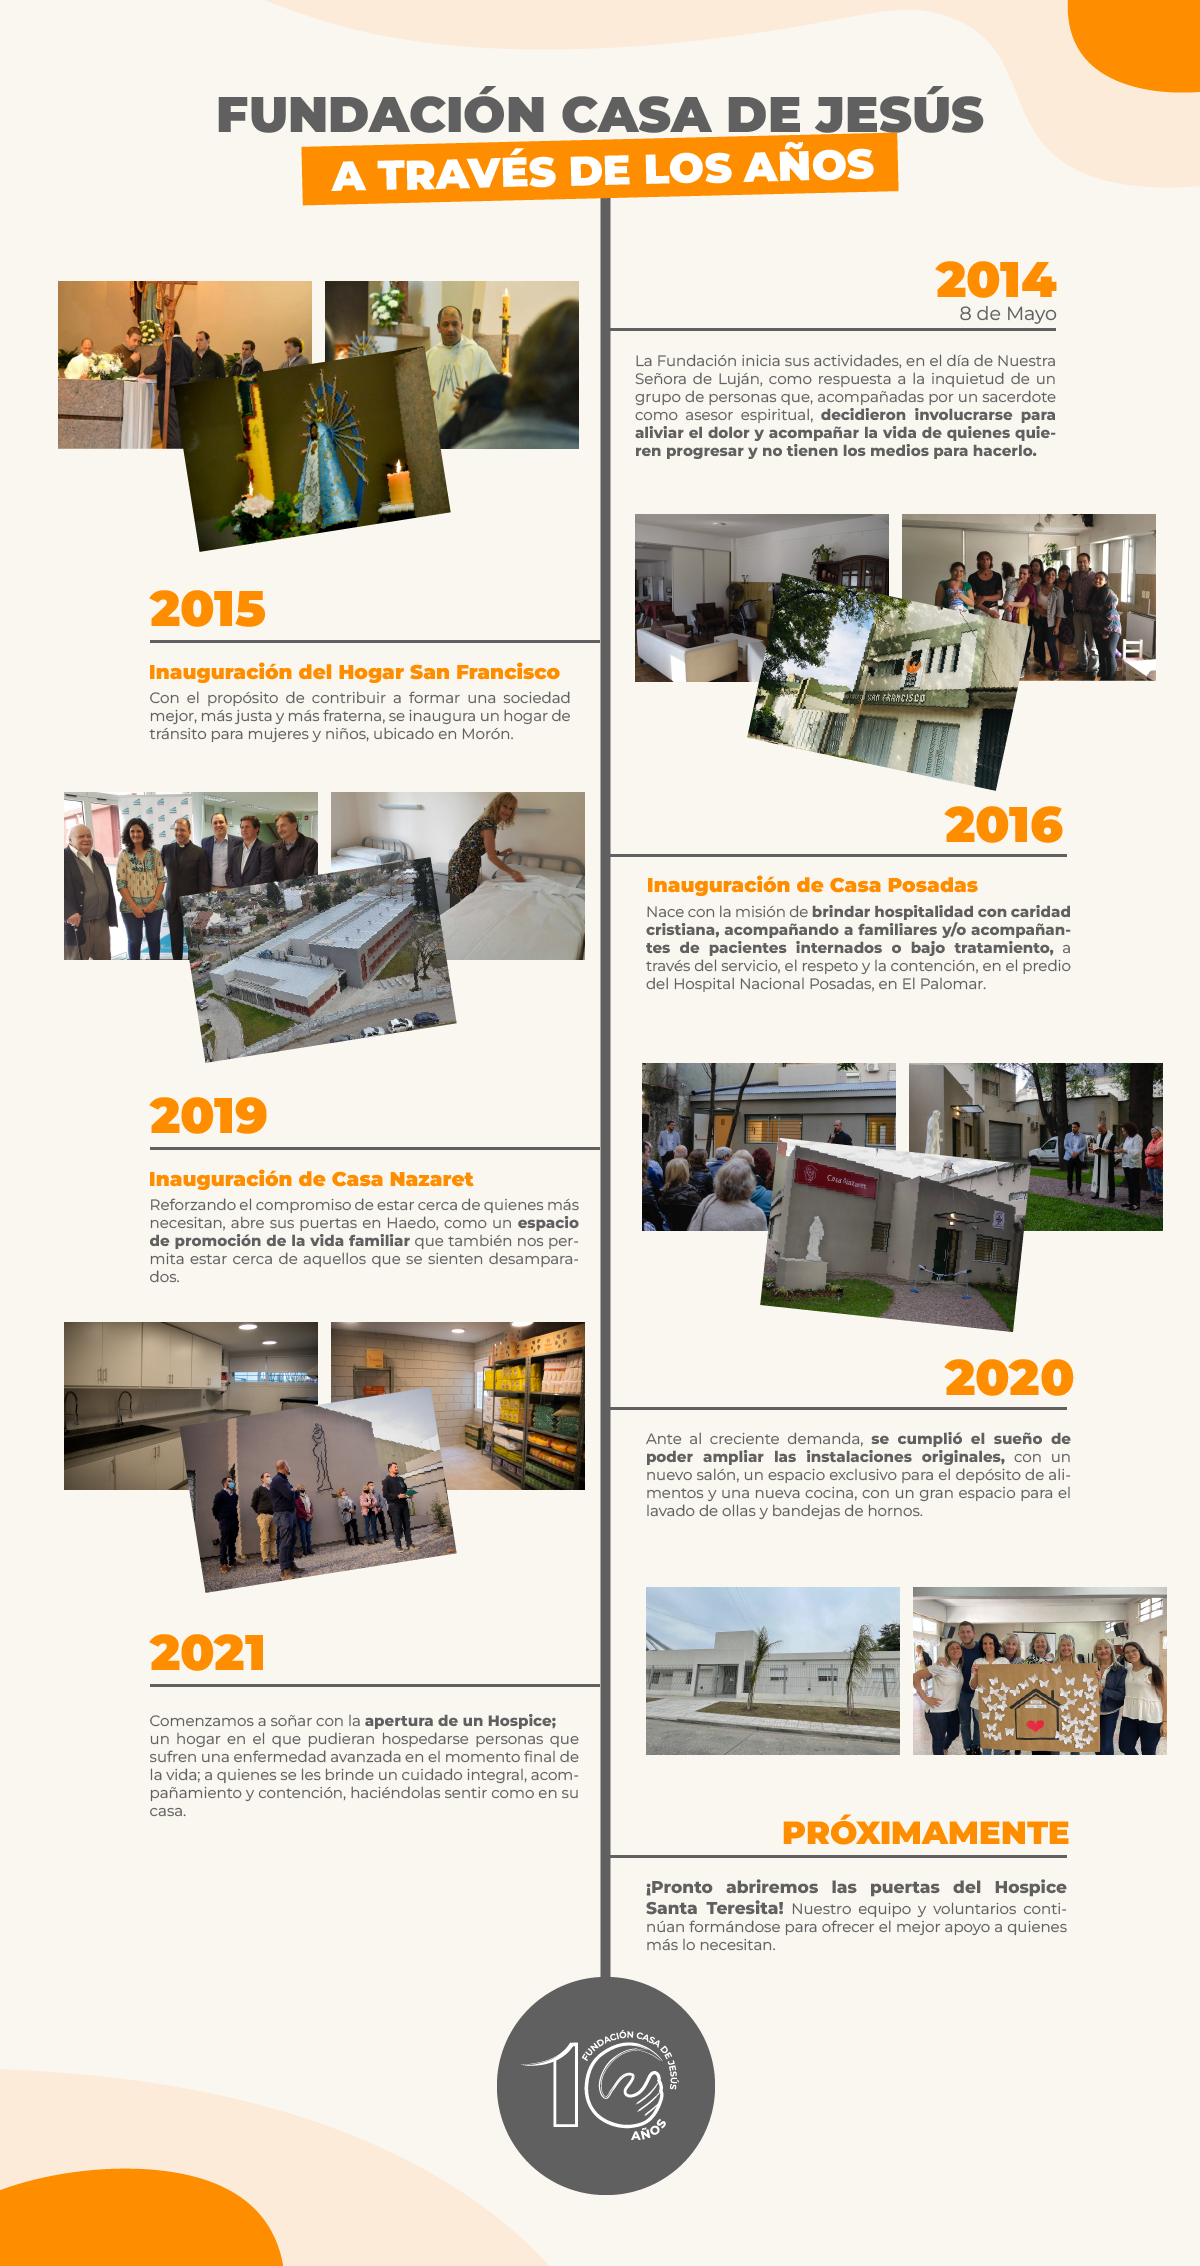 FUNDACIÓN CASA DE JESÚS
A TRAVÉS DE LOS AÑOS
2014
8 de Mayo
La Fundación inicia sus actividades, en el día de Nuestra
Señora de Luján, como respuesta a la inquietud de un
grupo de personas que, acompañadas por un sacerdote
como asesor espiritual, decidieron involucrarse para
aliviar el dolor y acompañar la vida de quienes quie-
ren progresar y no tienen los medios para hacerlo.
2015
Inauguración del Hogar San Francisco
Con el propósito de contribuir a formar una sociedad
mejor, más justa y más fraterna, se inaugura un hogar de
tránsito para mujeres y niños, ubicado en Morón.
SAN FRANCISCO
2016
Inauguración de Casa Posadas
Nace con la misión de brindar hospitalidad con caridad
cristiana, acompañando a familiares y/o acompañan-
tes de pacientes internados o bajo tratamiento, a
través del servicio, el respeto y la contención, en el predio
del Hospital Nacional Posadas, en El Palomar.
2019
Inauguración de Casa Nazaret
Reforzando el compromiso de estar cerca de quienes más
necesitan, abre sus puertas en Haedo, como un espacio
de promoción de la vida familiar que también nos per-
mita estar cerca de aquellos que se sienten desampara-
dos.
Casa Nazaret
2020
Ante al creciente demanda, se cumplió el sueño de
poder ampliar las instalaciones originales, con un
nuevo salón, un espacio exclusivo para el depósito de ali-
mentos y una nueva cocina, con un gran espacio para el
lavado de ollas y bandejas de hornos.
2021
Comenzamos a soñar con la apertura de un Hospice;
un hogar en el que pudieran hospedarse personas que
sufren una enfermedad avanzada en el momento final de
la vida; a quienes se les brinde un cuidado integral, acom-
pañamiento y contención, haciéndolas sentir como en su
casa.
PRÓXIMAMENTE
¡Pronto abriremos las puertas del Hospice
Santa Teresita! Nuestro equipo y voluntarios conti-
núan formándose para ofrecer el mejor apoyo a quienes
más lo necesitan.
10
FUNDACIÓN CASA DE JESÚS
AÑOS